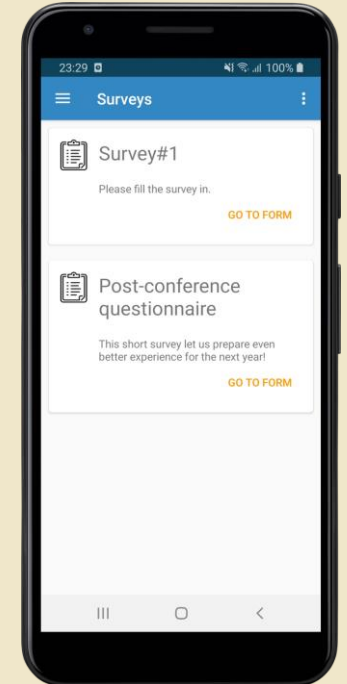 23:29 100%
Surveys
Survey#1
Please fill the survey in.
GO TO FORM
Post-conference
questionnaire
This short survey let us prepare even
better experience for the next year!
GO TO FORM